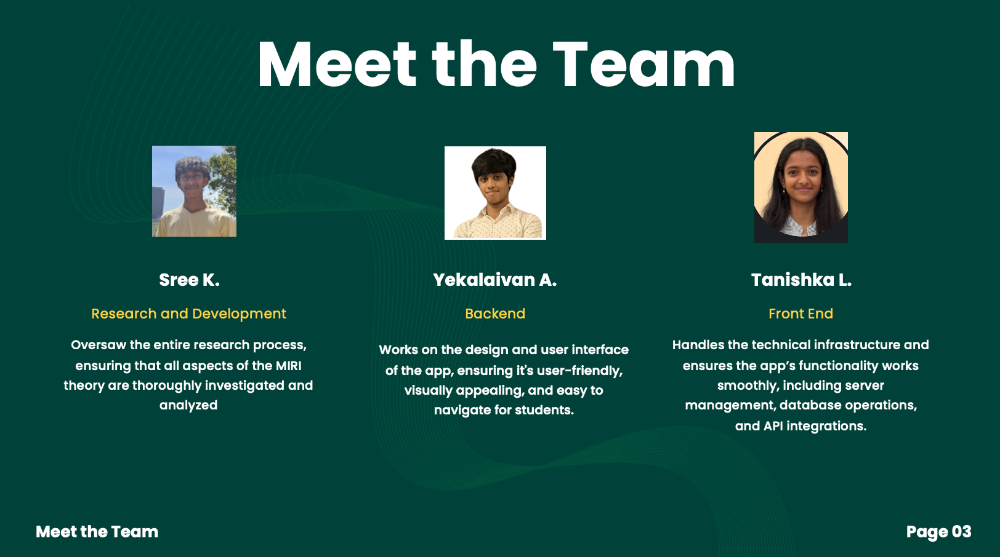 Meet the Team
Sree K.
Research and Development
Oversaw the entire research process,
ensuring that all aspects of the MIRI
theory are thoroughly investigated and
analyzed
Yekalaivan A.
Backend
Works on the design and user interface
of the app, ensuring it's user-friendly,
visually appealing, and easy to
navigate for students.
Tanishka L.
Front End
Handles the technical infrastructure and
ensures the app’s functionality works
smoothly, including server
management, database operations,
and API integrations.
Meet the Team
Page 03